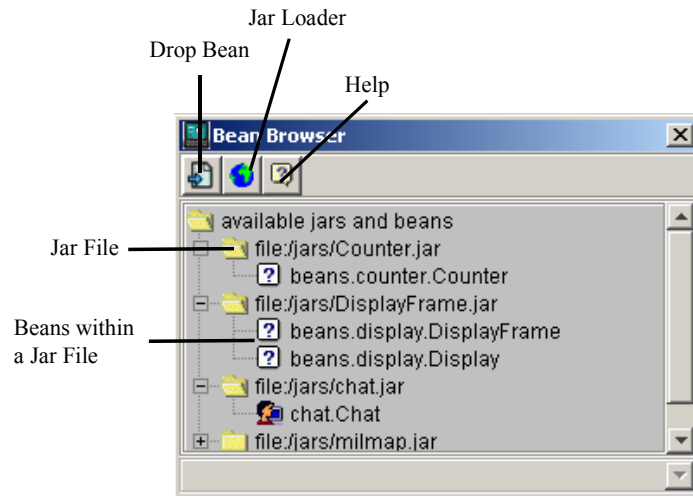 Jar Loader
Drop Bean
Help
Bean Browser
available jars and beans
Jar File
file:/jars/Counter.jar
beans.counter.Counter
file:/jars/DisplayFrame.jar
Beans within
a Jar File
beans.display.DisplayFrame
beans.display.Display
file:/jars/chat.jar
chat.Chat
file:/jars/milmap.jar